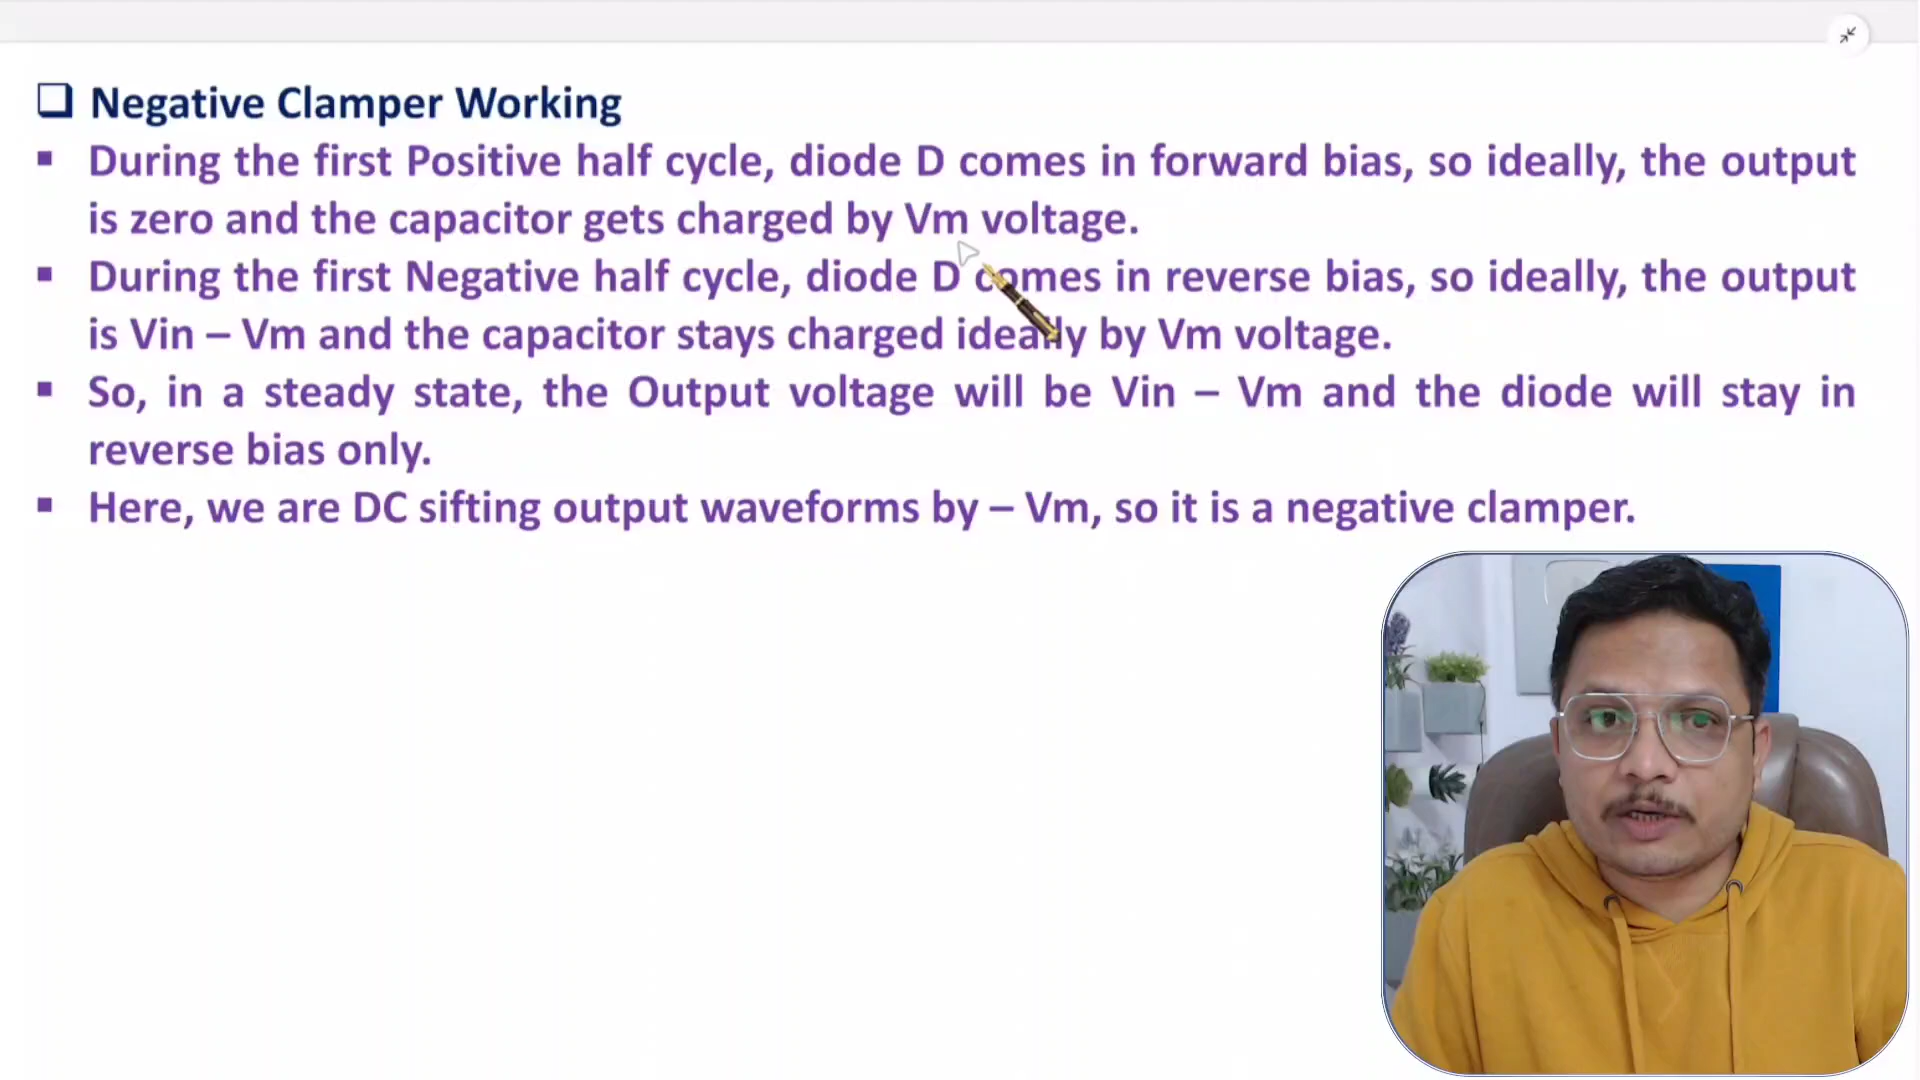 Negative Clamper Working
During the first Positive half cycle, diode D comes in forward bias, so ideally, the output
is zero and the capacitor gets charged by Vm voltage.
During the first Negative half cycle, diode D comes in reverse bias, so ideally, the output
is Vin – Vm and the capacitor stays charged ideally by Vm voltage.
So, in a steady state, the Output voltage will be Vin – Vm and the diode will stay in
reverse bias only.
Here, we are DC sifting output waveforms by – Vm, so it is a negative clamper.